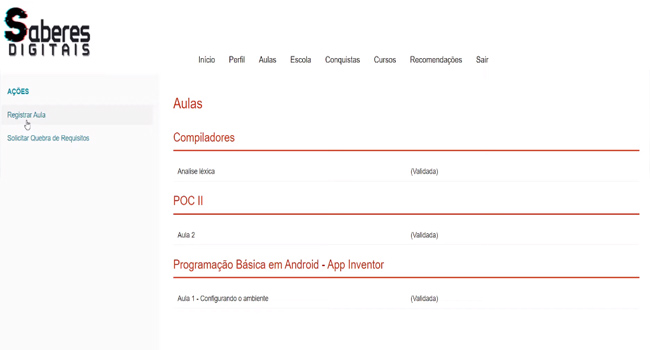 Saberes
DIGITAIS
Início Perfil Aulas Escola Conquistas Cursos Recomendações Sair
AÇÕES
Registrar Aula
Solicitar Quebra de Requisitos
Aulas
Compiladores
Analise léxica (Validada)
POC II
Aula 2 (Validada)
Programação Básica em Android - App Inventor
Aula 1 - Configurando o ambiente (Validada)